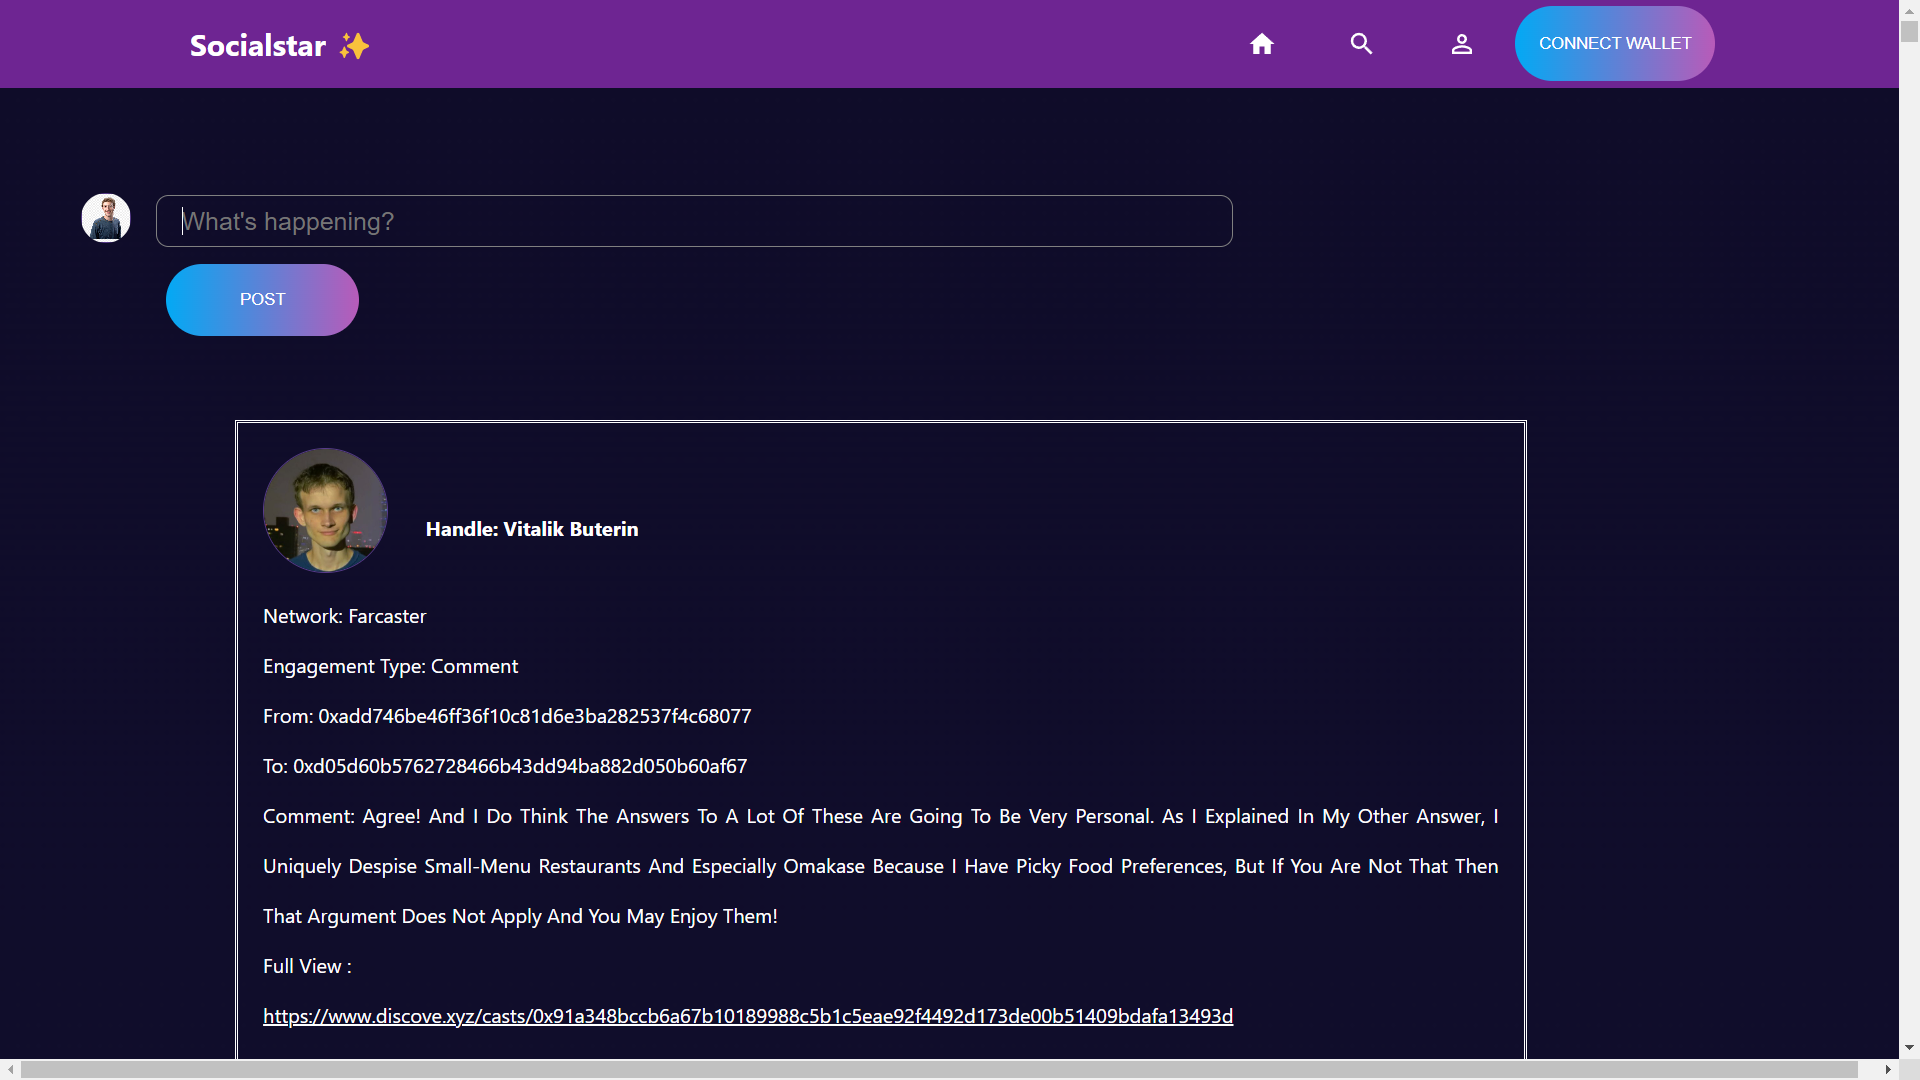 Socialstar ✨
CONNECT WALLET
What's happening?
POST
Handle: Vitalik Buterin
Network: Farcaster
Engagement Type: Comment
From: 0xadd746be46ff36f10c81d6e3ba282537f4c68077
To: 0xd05d60b5762728466b43dd94ba882d050b60af67
Comment: Agree! And I Do Think The Answers To A Lot Of These Are Going To Be Very Personal. As I Explained In My Other Answer, I
Uniquely Despise Small-Menu Restaurants And Especially Omakase Because I Have Picky Food Preferences, But If You Are Not That Then
That Argument Does Not Apply And You May Enjoy Them!
Full View :
https://www.discove.xyz/casts/0x91a348bccb6a67b10189988c5b1c5eae92f4492d173de00b51409bdafa13493d